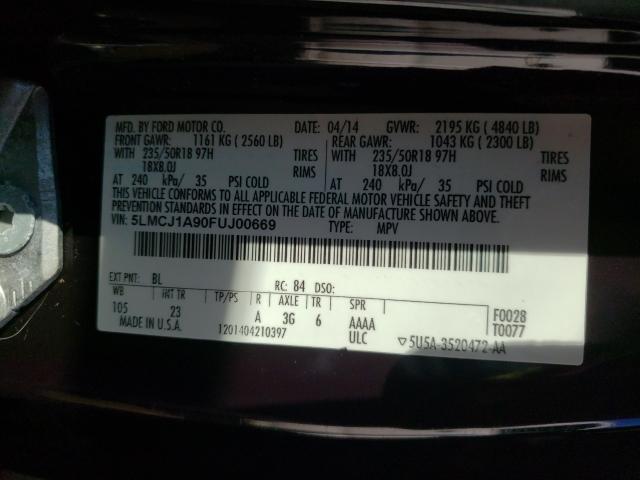 MFD. BY FORD MOTOR CO. DATE: 04/14 GVWR: 2195 KG ( 4840 LB)
FRONT GAWR: 1161 KG ( 2560 LB) REAR GAWR: 1043 KG ( 2300 LB)
WITH 235/50R18 97H TIRES WITH 235/50R18 97H TIRES
18X8.0J RIMS 18X8.0J RIMS
AT 240 kPa/ 35 PSI COLD AT 240 kPa/ 35 PSI COLD
THIS VEHICLE CONFORMS TO ALL APPLICABLE FEDERAL MOTOR VEHICLE SAFETY AND THEFT
PREVENTION STANDARDS IN EFFECT ON THE DATE OF MANUFACTURE SHOWN ABOVE.
VIN: 5LMCJ1A90FUJ00669 TYPE: MPV
EXT PNT: BL RC: 84 DSO:
WB INT TR TP/PS R AXLE TR SPR F0028
105 23 A 3G 6 AAAA T0077
MADE IN U.S.A. 1201404210397 ULC ▽5U5A-3520472-AA